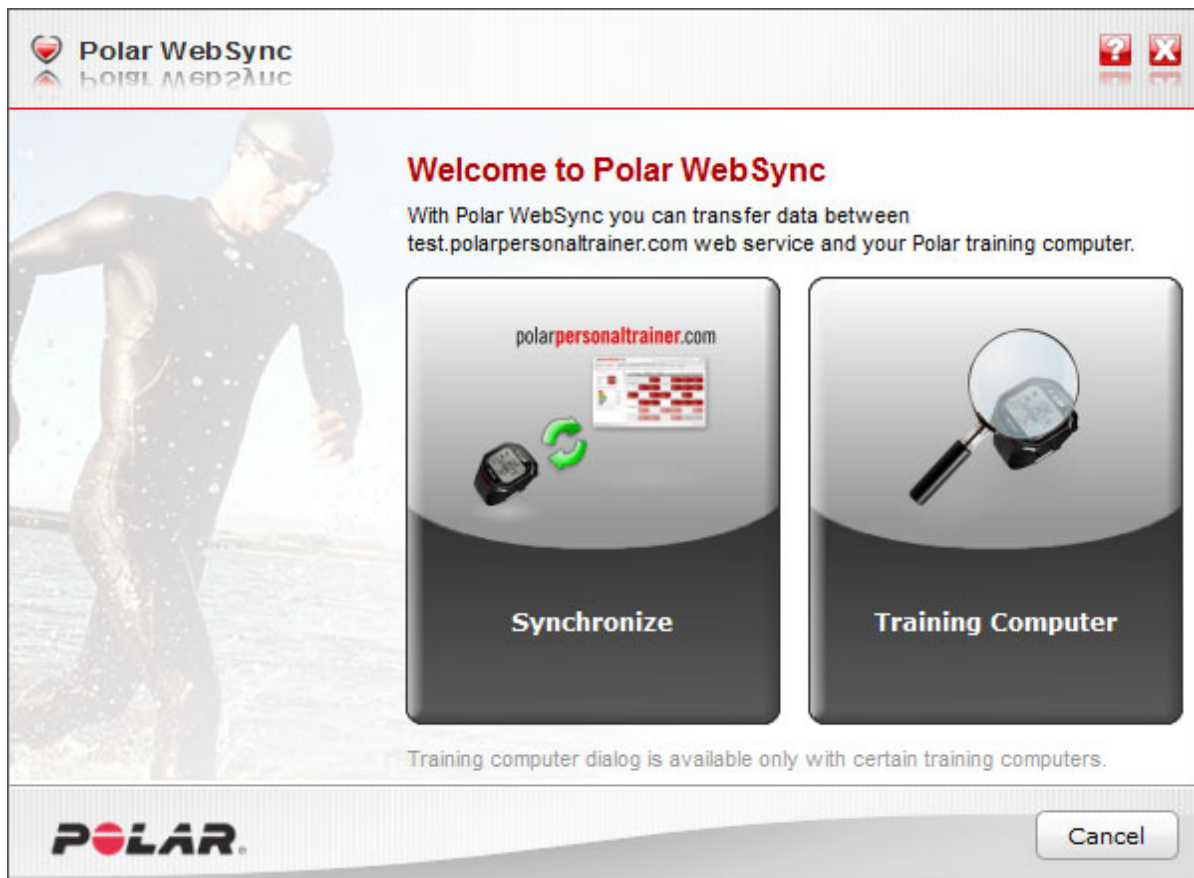 Polar WebSync
Welcome to Polar WebSync
With Polar WebSync you can transfer data between
test.polarpersonaltrainer.com web service and your Polar training computer.
polarpersonaltrainer.com
Synchronize
Training Computer
Training computer dialog is available only with certain training computers.
POLAR.
Cancel